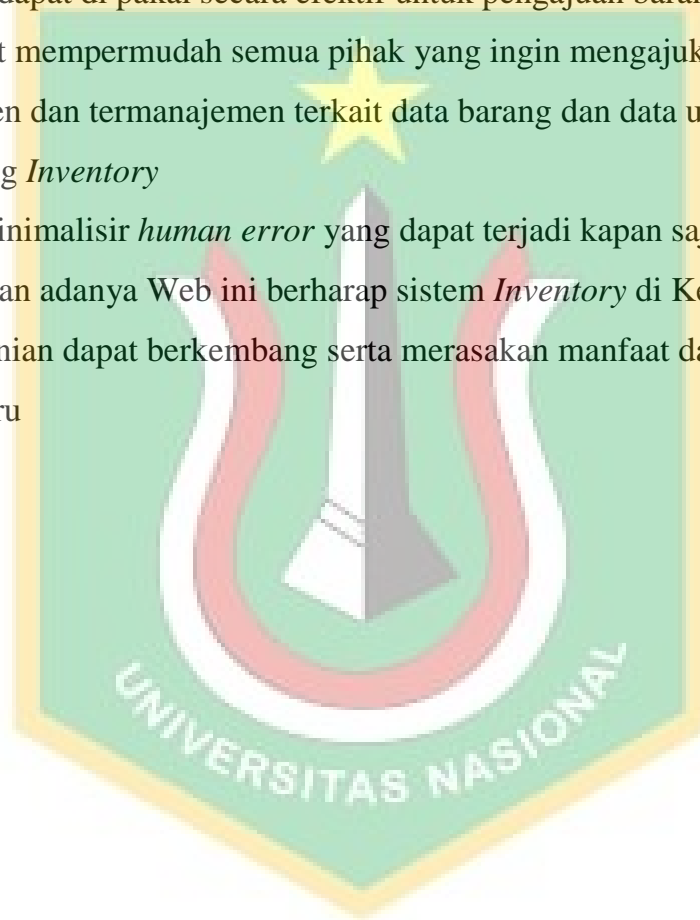 dapat di pakai secara efektif untuk pengajuan baran
t mempermudah semua pihak yang ingin mengajuk
en dan termanajemen terkait data barang dan data u
g Inventory
inimalisir human error yang dapat terjadi kapan sa
an adanya Web ini berharap sistem Inventory di Ke
nian dapat berkembang serta merasakan manfaat da
ru
UNIVERSITAS NASIONAL